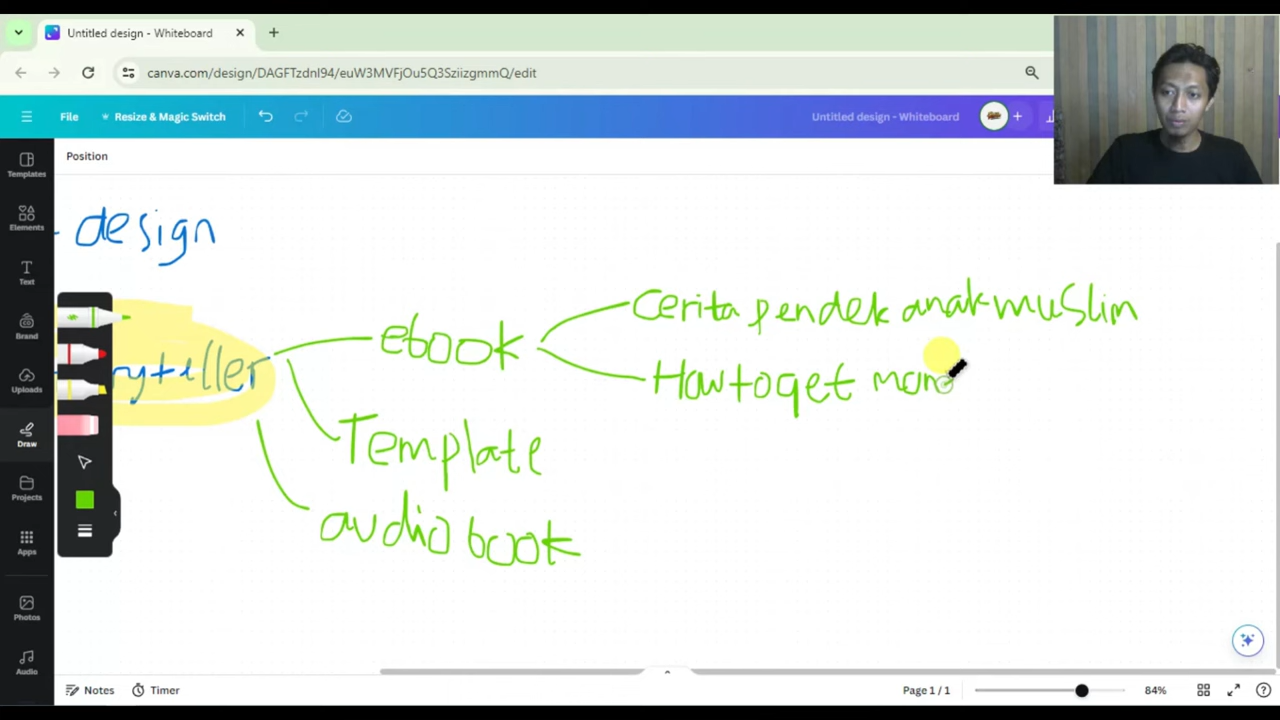 Untitled design - Whiteboard
canva.com/design/DAGFTzdnI94/euW3MVFjOu5Q3SziizgmmQ/edit
File
Resize & Magic Switch
Untitled design - Whiteboard
Position
Templates
Elements
Text
Brand
Uploads
Draw
Projects
Apps
Photos
Audio
- design
ryteller
ebook
Cerita pendek anak muslim
How to get mon
Template
audio book
Notes
Timer
Page 1 / 1
84%